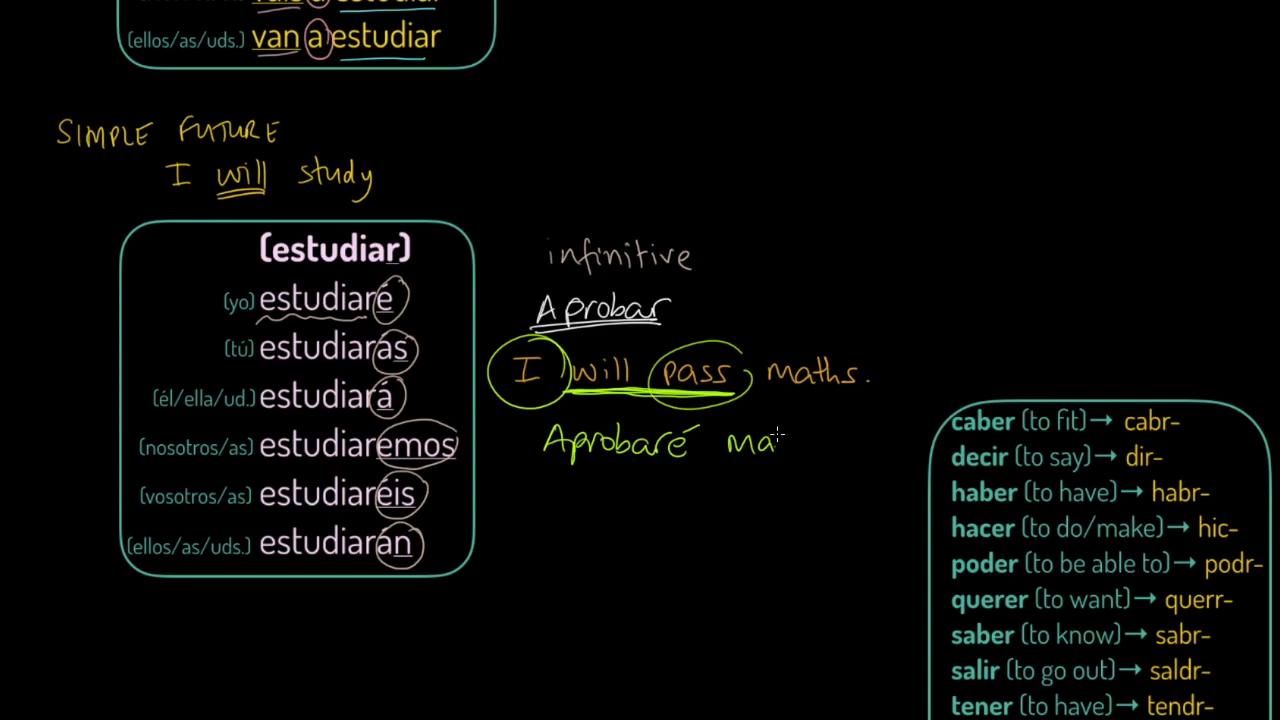 (ellos/as/uds.) van a estudiar
SIMPLE FUTURE
I will study
(estudiar)
(yo) estudiaré
(tú) estudiarás
(él/ella/ud.) estudiará
(nosotros/as) estudiaremos
(vosotros/as) estudiaréis
(ellos/as/uds.) estudiarán
infinitive
Aprobar
I will pass maths.
Aprobaré ma
caber (to fit)→ cabr-
decir (to say)→ dir-
haber (to have)→ habr-
hacer (to do/make)→ hic-
poder (to be able to)→ podr-
querer (to want)→ querr-
saber (to know)→ sabr-
salir (to go out)→ saldr-
tener (to have)→ tendr-